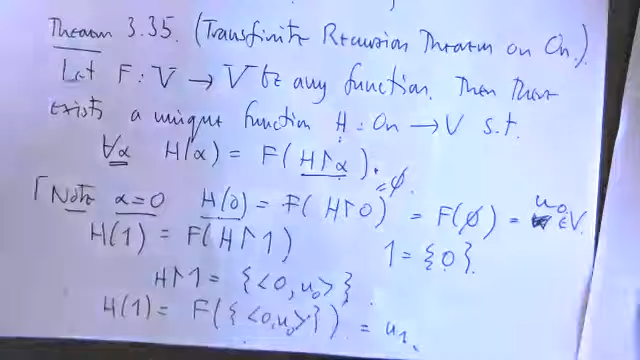 Theorem 3.35. (Transfinite Recursion Theorem on On.)
Let F : V → V be any function. Then there
exists a unique function H : On → V s.t.
∀α H(α) = F(H↾α).
=∅.
⌈Note α=0 H(0) = F(H↾0) = F(∅) = u₀ ∈ V.
H(1) = F(H↾1) 1 = {0}.
H↾1 = {<0, u₀>}.
H(1) = F({<0,u₀>}) = u₁.